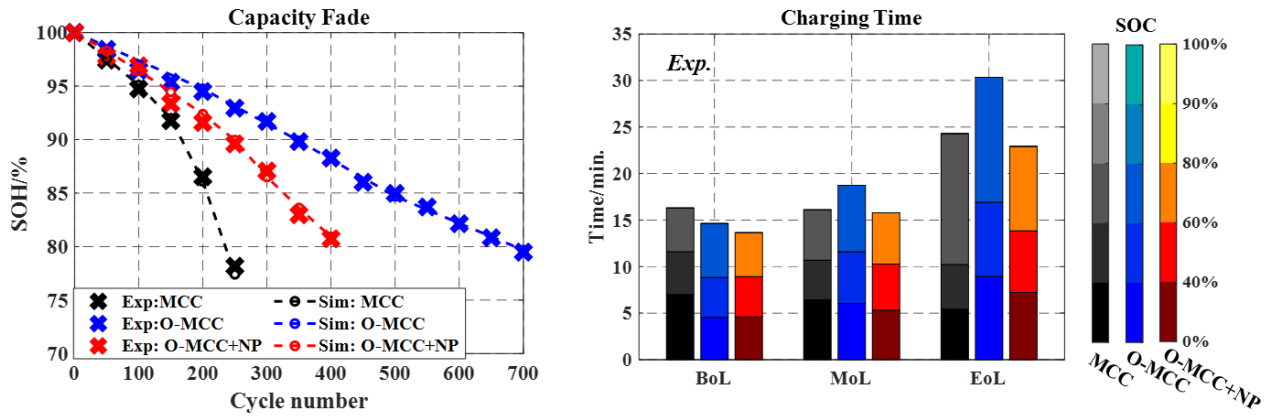 Capacity Fade
100
95
90
85
80
75
70
SOH/%
0
100
200
300
400
500
600
700
Cycle number
Exp:MCC
Sim: MCC
Exp:O-MCC
Sim: O-MCC
Exp: O-MCC+NP
Sim: O-MCC+NP
Charging Time
Exp.
35
30
25
20
15
10
5
0
Time/min.
BoL
MoL
EoL
SOC
100%
90%
80%
60%
40%
0%
MCC
O-MCC
O-MCC+NP